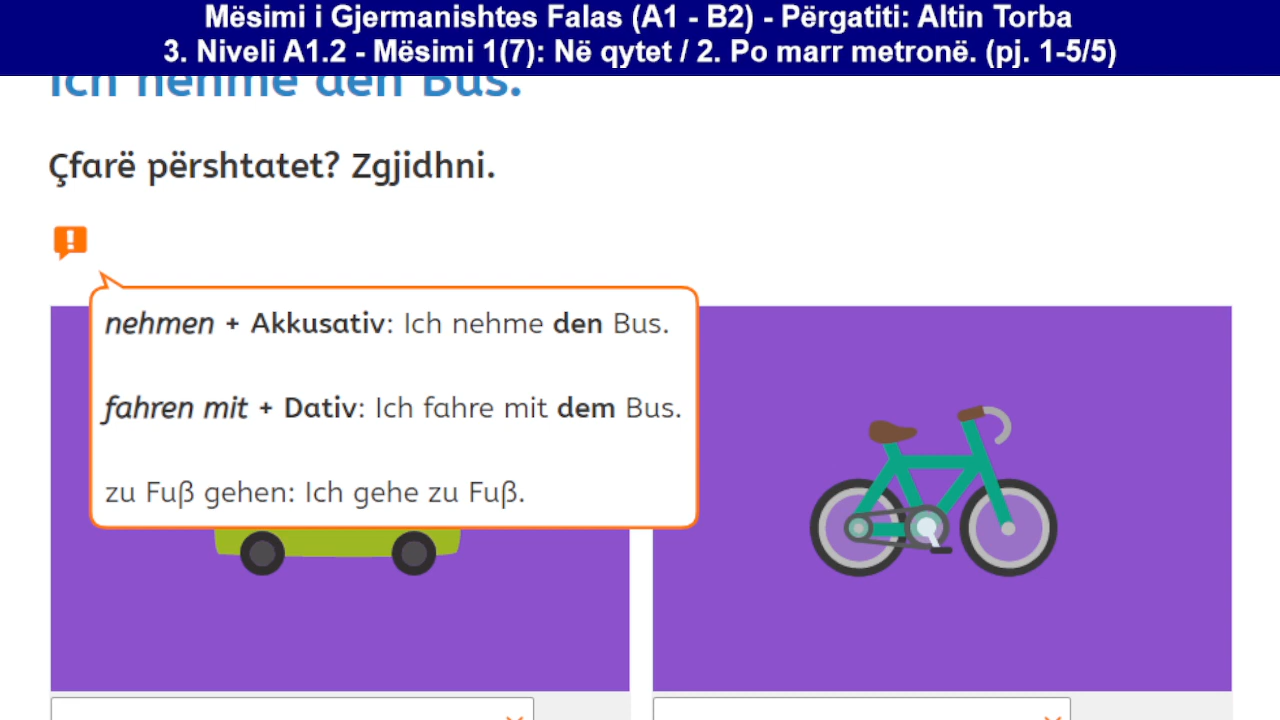 Mësimi i Gjermanishtes Falas (A1 - B2) - Përgatiti: Altin Torba
3. Niveli A1.2 - Mësimi 1(7): Në qytet / 2. Po marr metronë. (pj. 1-5/5)
Ich nehme den Bus.
Çfarë përshtatet? Zgjidhni.
nehmen + Akkusativ: Ich nehme den Bus.
fahren mit + Dativ: Ich fahre mit dem Bus.
zu Fuß gehen: Ich gehe zu Fuß.